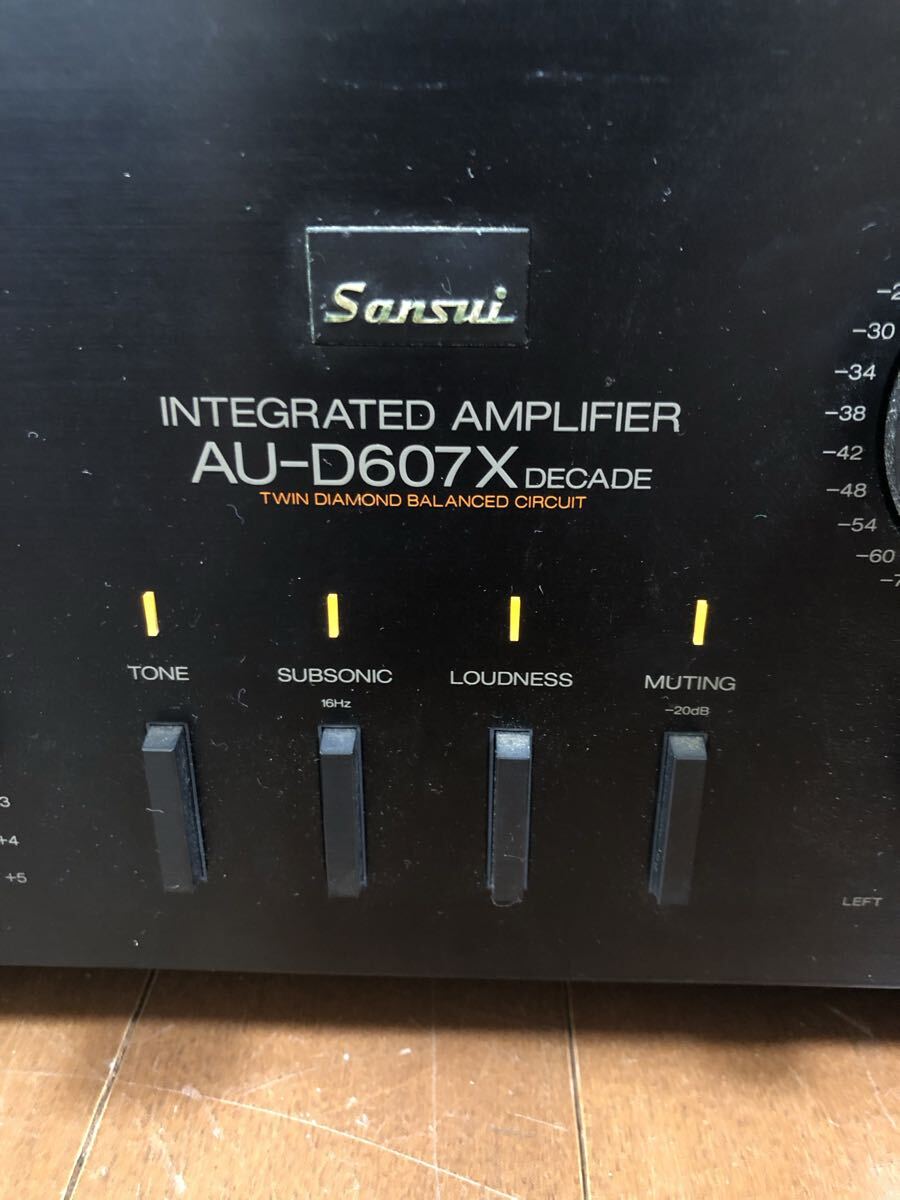 Sansui
INTEGRATED AMPLIFIER
AU-D607X DECADE
TWIN DIAMOND BALANCED CIRCUIT
-30
-34
-38
-42
-48
-54
-60
TONE
SUBSONIC
LOUDNESS
MUTING
16Hz
-20dB
3
+4
+5
LEFT